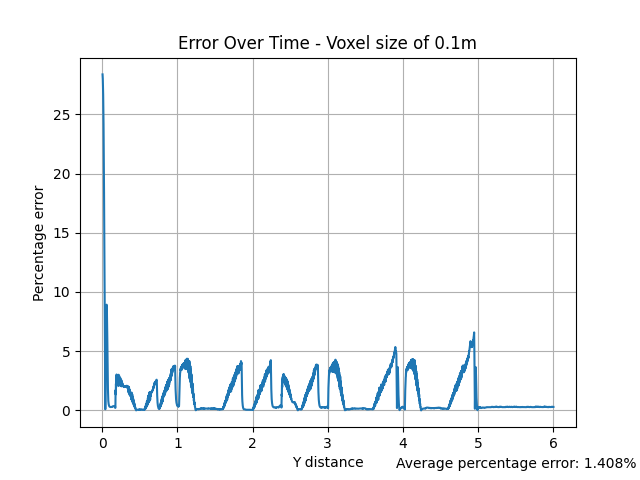 Error Over Time - Voxel size of 0.1m
Percentage error
25
20
15
10
5
0
0 1 2 3 4 5 6
Y distance
Average percentage error: 1.408%